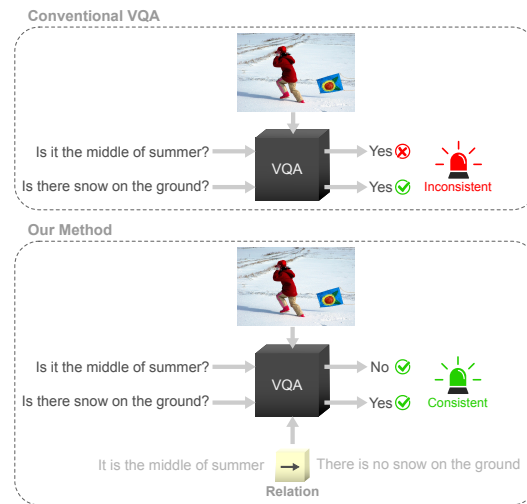 Conventional VQA
Is it the middle of summer?
VQA
Yes
Is there snow on the ground?
Yes
Inconsistent
Our Method
Is it the middle of summer?
VQA
No
Is there snow on the ground?
Yes
Consistent
It is the middle of summer → There is no snow on the ground
Relation